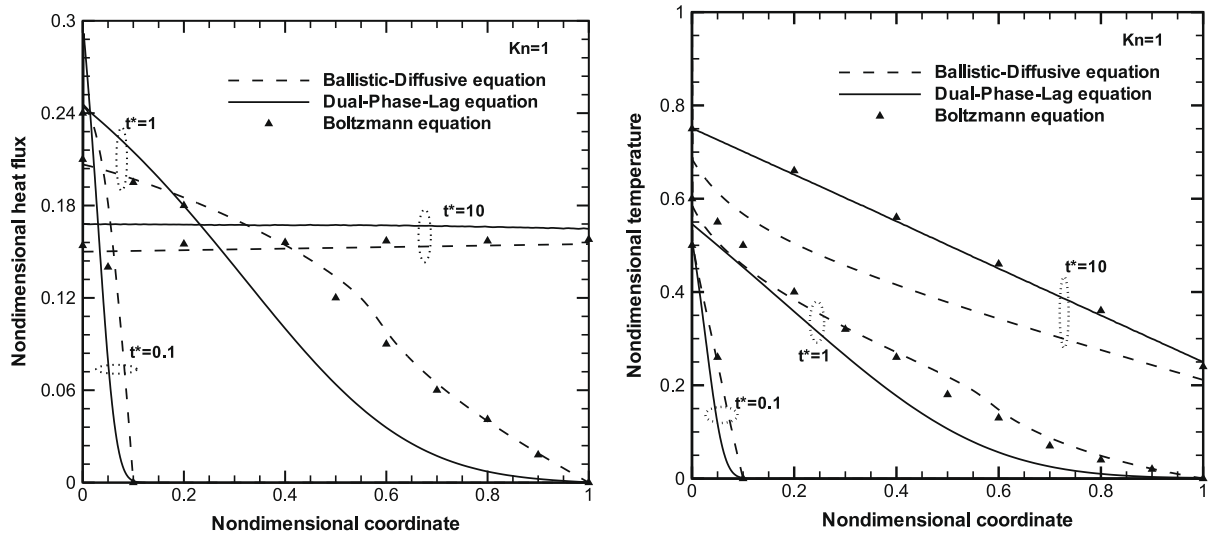 Kn=1
Ballistic-Diffusive equation
Dual-Phase-Lag equation
Boltzmann equation
t*=1
t*=10
t*=0.1
0.3
0.24
0.18
0.12
0.06
0
0 0.2 0.4 0.6 0.8 1
Nondimensional heat flux
Nondimensional coordinate
Kn=1
Ballistic-Diffusive equation
Dual-Phase-Lag equation
Boltzmann equation
t*=10
t*=1
t*=0.1
1
0.8
0.6
0.4
0.2
0
0 0.2 0.4 0.6 0.8 1
Nondimensional temperature
Nondimensional coordinate